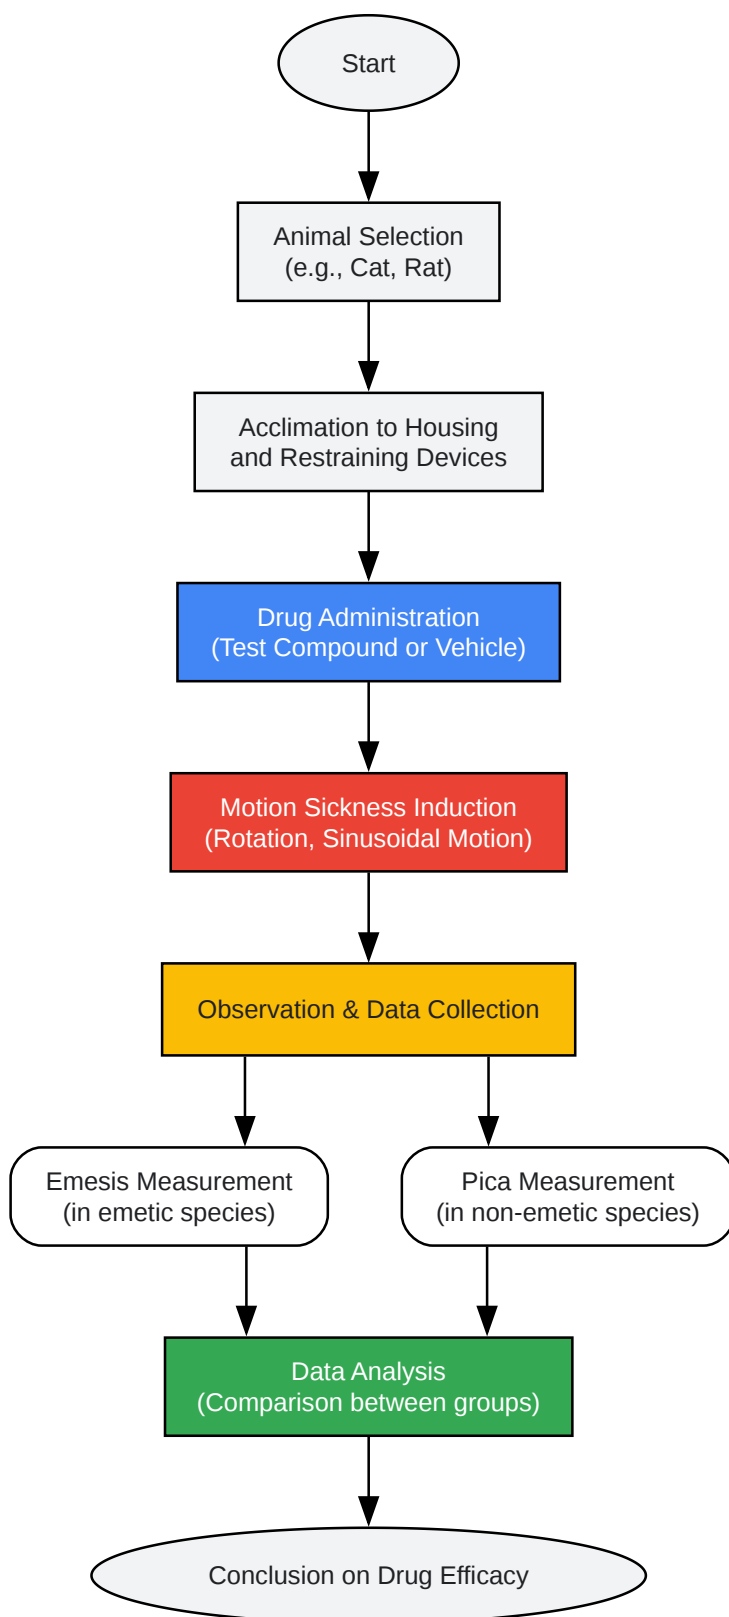 Start
Animal Selection
(e.g., Cat, Rat)
Acclimation to Housing
and Restraining Devices
Drug Administration
(Test Compound or Vehicle)
Motion Sickness Induction
(Rotation, Sinusoidal Motion)
Observation & Data Collection
Emesis Measurement
(in emetic species)
Pica Measurement
(in non-emetic species)
Data Analysis
(Comparison between groups)
Conclusion on Drug Efficacy